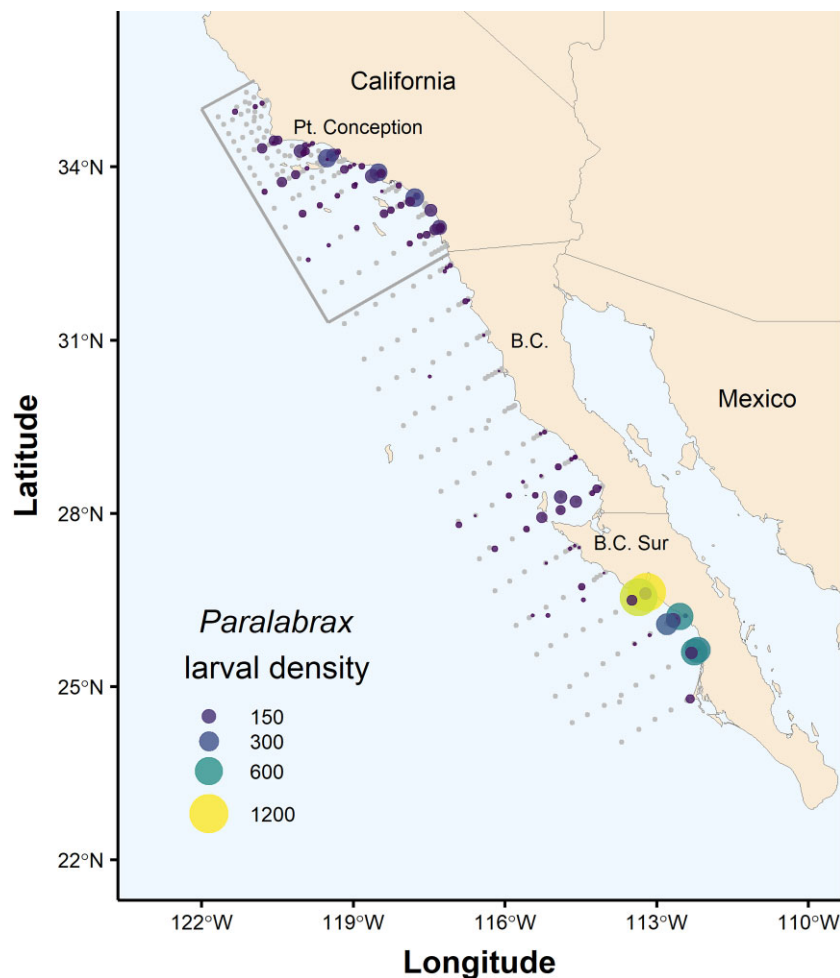 California
Pt. Conception
34°N
31°N
B.C.
Mexico
Latitude
28°N
B.C. Sur
Paralabrax
larval density
25°N
150
300
600
1200
22°N
122°W
119°W
116°W
113°W
110°W
Longitude